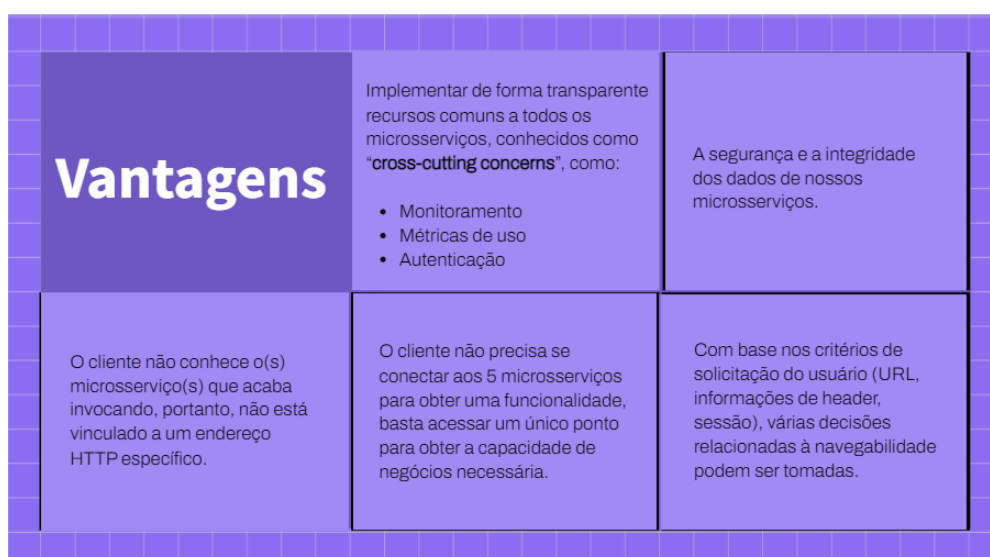 Vantagens
Implementar de forma transparente
recursos comuns a todos os
microsserviços, conhecidos como
“cross-cutting concerns”, como:
• Monitoramento
• Métricas de uso
• Autenticação
A segurança e a integridade
dos dados de nossos
microsserviços.
O cliente não conhece o(s)
microsserviço(s) que acaba
invocando, portanto, não está
vinculado a um endereço
HTTP específico.
O cliente não precisa se
conectar aos 5 microsserviços
para obter uma funcionalidade,
basta acessar um único ponto
para obter a capacidade de
negócios necessária.
Com base nos critérios de
solicitação do usuário (URL,
informações de header,
sessão), várias decisões
relacionadas à navegabilidade
podem ser tomadas.